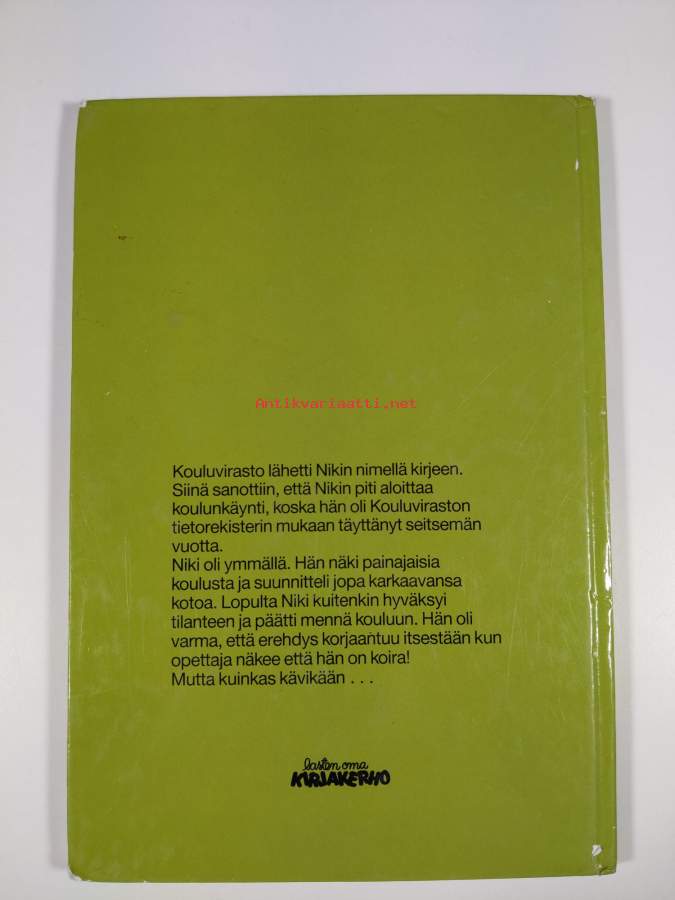 Antikvariaatti.net
Kouluvirasto lähetti Nikin nimellä kirjeen.
Siinä sanottiin, että Nikin piti aloittaa
koulunkäynti, koska hän oli Kouluviraston
tietorekisterin mukaan täyttänyt seitsemän
vuotta.
Niki oli ymmällä. Hän näki painajaisia
koulusta ja suunnitteli jopa karkaavansa
kotoa. Lopulta Niki kuitenkin hyväksyi
tilanteen ja päätti mennä kouluun. Hän oli
varma, että erehdys korjaantuu itsestään kun
opettaja näkee että hän on koira!
Mutta kuinkas kävikään . . .
lasten oma
KIRJAKERHO